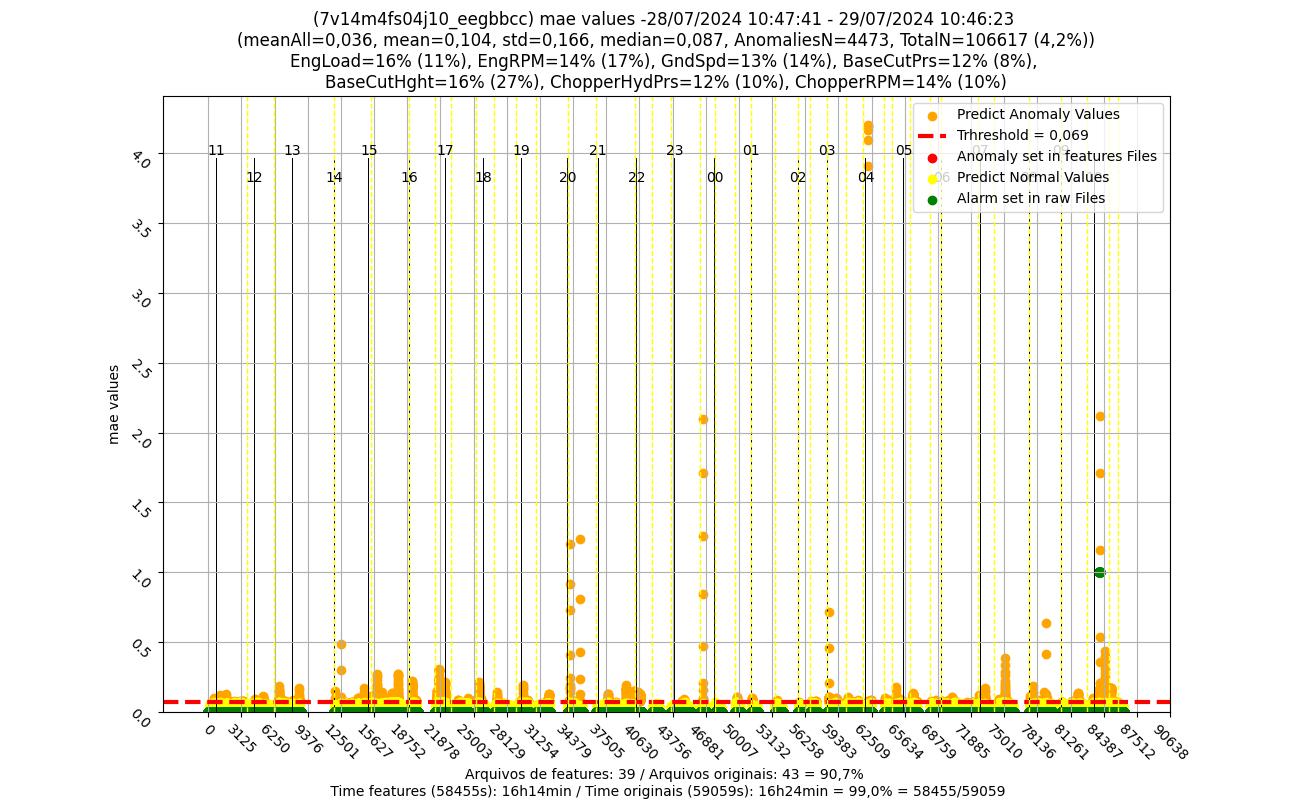 (7v14m4fs04j10_eegbbcc) mae values -28/07/2024 10:47:41 - 29/07/2024 10:46:23
(meanAll=0,036, mean=0,104, std=0,166, median=0,087, AnomaliesN=4473, TotalN=106617 (4,2%))
EngLoad=16% (11%), EngRPM=14% (17%), GndSpd=13% (14%), BaseCutPrs=12% (8%),
BaseCutHght=16% (27%), ChopperHydPrs=12% (10%), ChopperRPM=14% (10%)
Predict Anomaly Values
Trhreshold = 0,069
Anomaly set in features Files
Predict Normal Values
Alarm set in raw Files
11 13 15 17 19 21 23 01 03 05 07 09
12 14 16 18 20 22 00 02 04 06
4.0
3.5
3.0
2.5
2.0
1.5
1.0
0.5
0.0
mae values
0 3125 6250 9376 12501 15627 18752 21878 25003 28129 31254 34379 37505 40630 43756 46881 50007 53132 56258 59383 62509 65634 68759 71885 75010 78136 81261 84387 87512 90638
Arquivos de features: 39 / Arquivos originais: 43 = 90,7%
Time features (58455s): 16h14min / Time originais (59059s): 16h24min = 99,0% = 58455/59059